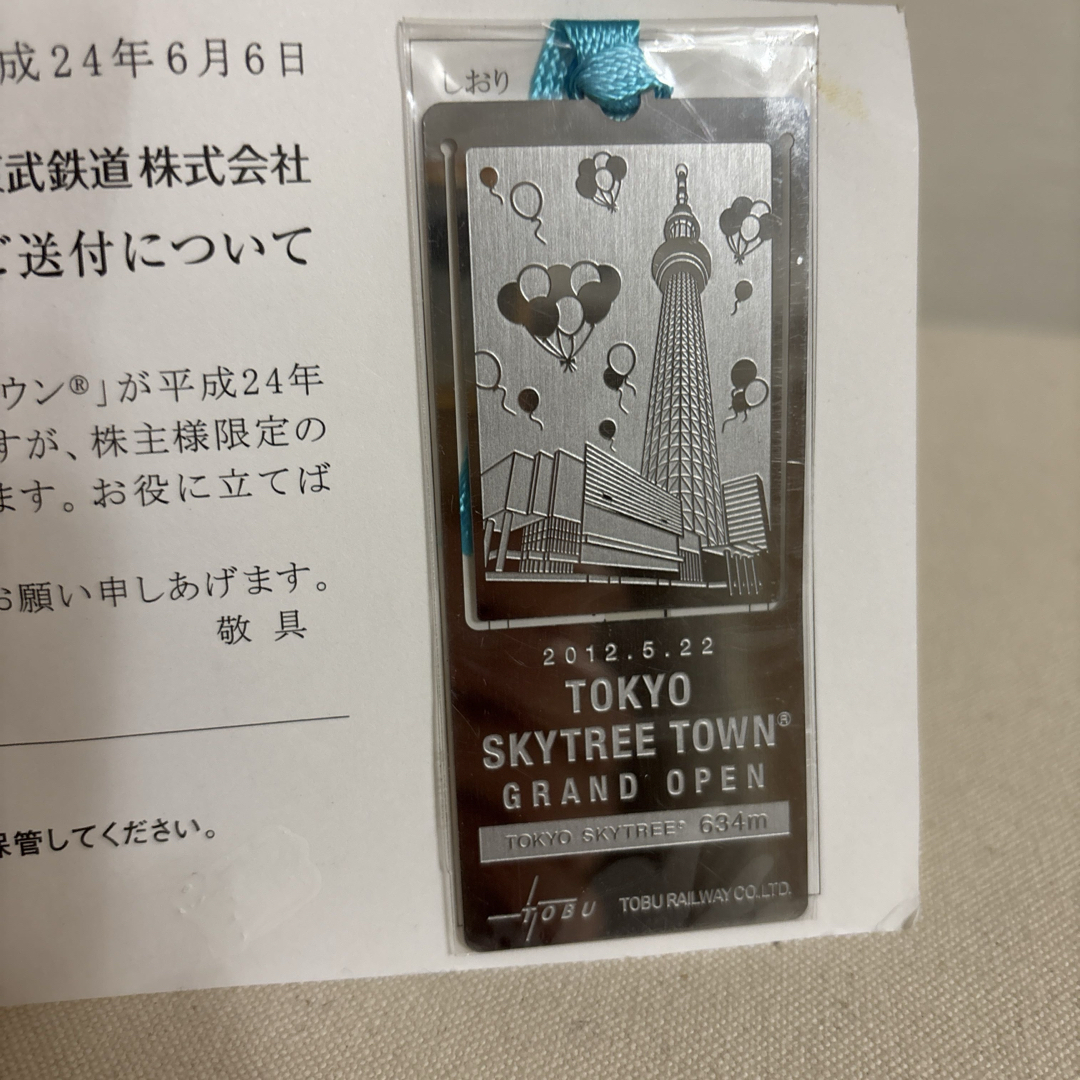 成24年6月6日
武鉄道株式会社
ご送付について
ウン®」が平成24年
すが、株主様限定の
ます。お役に立てば
お願い申しあげます。
敬 具
保管してください。
しおり
2012.5.22
TOKYO
SKYTREE TOWN®
GRAND OPEN
TOKYO SKYTREE® 634m
TOBU
TOBU RAILWAY CO.,LTD.